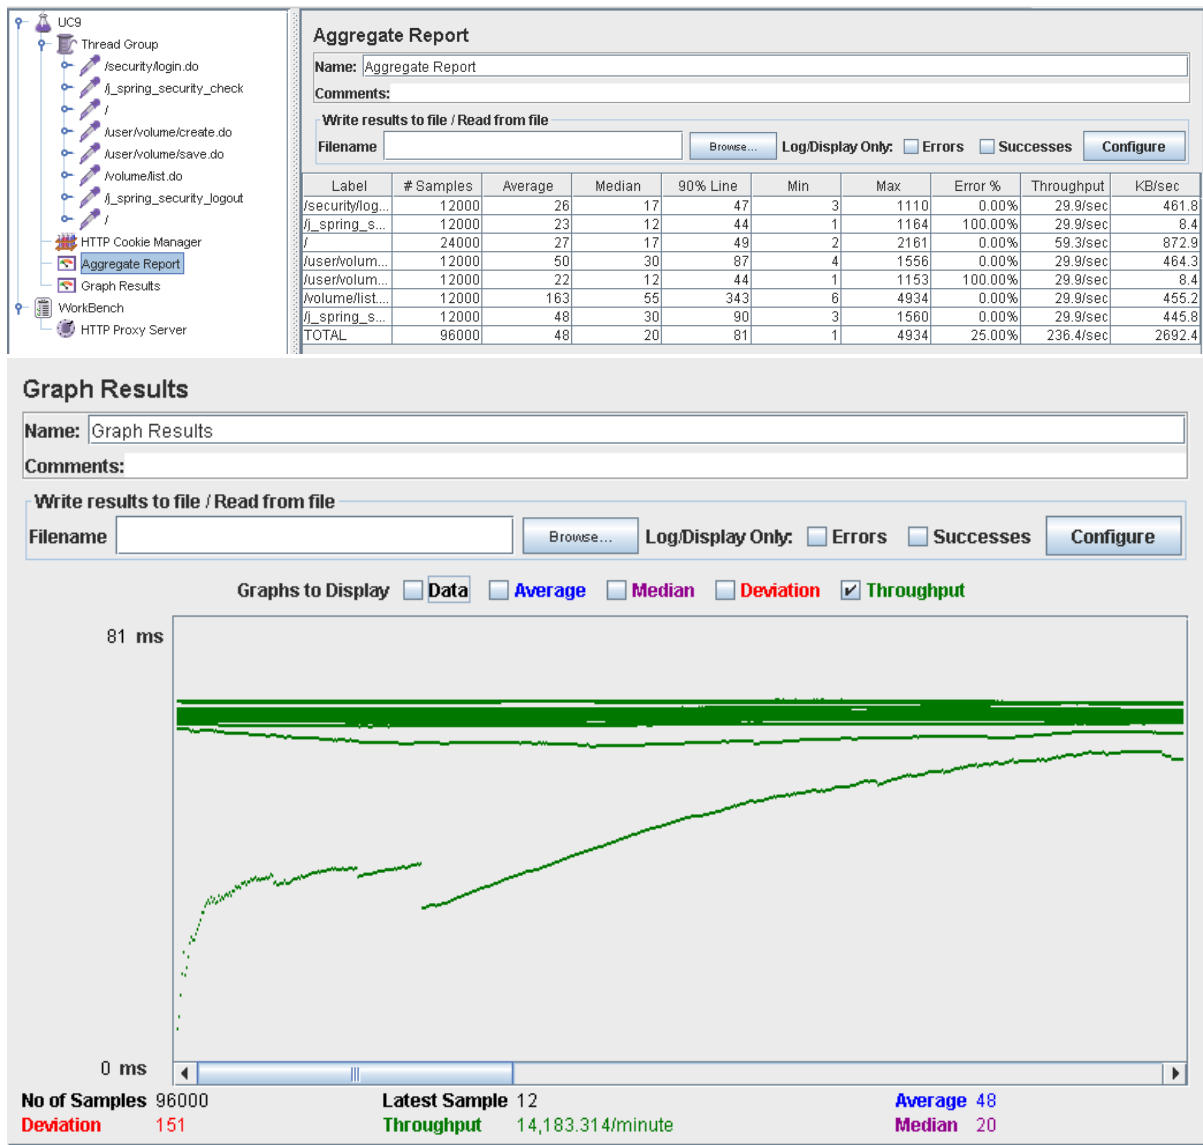 UC9
Thread Group
/security/login.do
/j_spring_security_check
/
/user/volume/create.do
/user/volume/save.do
/volume/list.do
/j_spring_security_logout
/
HTTP Cookie Manager
Aggregate Report
Graph Results
WorkBench
HTTP Proxy Server
Aggregate Report
Name: Aggregate Report
Comments:
Write results to file / Read from file
Filename Browse... Log/Display Only: Errors Successes Configure
Label # Samples Average Median 90% Line Min Max Error % Throughput KB/sec
/security/log... 12000 26 17 47 3 1110 0.00% 29.9/sec 461.8
/j_spring_s... 12000 23 12 44 1 1164 100.00% 29.9/sec 8.4
/ 24000 27 17 49 2 2161 0.00% 59.3/sec 872.9
/user/volum... 12000 50 30 87 4 1556 0.00% 29.9/sec 464.3
/user/volum... 12000 22 12 44 1 1153 100.00% 29.9/sec 8.4
/volume/list.... 12000 163 55 343 6 4934 0.00% 29.9/sec 455.2
/j_spring_s... 12000 48 30 90 3 1560 0.00% 29.9/sec 445.8
TOTAL 96000 48 20 81 1 4934 25.00% 236.4/sec 2692.4
Graph Results
Name: Graph Results
Comments:
Write results to file / Read from file
Filename Browse... Log/Display Only: Errors Successes Configure
Graphs to Display Data Average Median Deviation Throughput
81 ms
0 ms
No of Samples 96000 Latest Sample 12 Average 48
Deviation 151 Throughput 14,183.314/minute Median 20